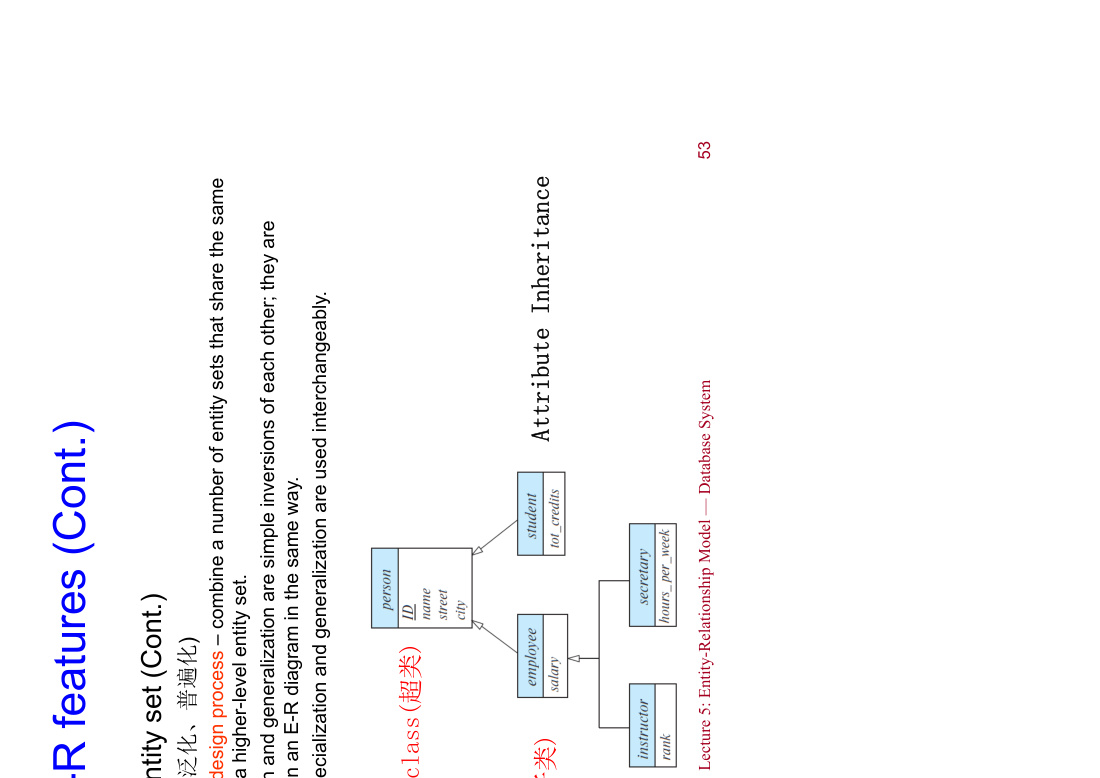 -R features (Cont.)
ntity set (Cont.)
泛化、普遍化)
design process – combine a number of entity sets that share the same
a higher-level entity set.
n and generalization are simple inversions of each other; they are
n an E-R diagram in the same way.
ecialization and generalization are used interchangeably.
person
ID
name
street
city
class(超类)
employee
salary
student
tot_credits
Attribute Inheritance
类)
instructor
rank
secretary
hours_per_week
Lecture 5: Entity-Relationship Model — Database System
53